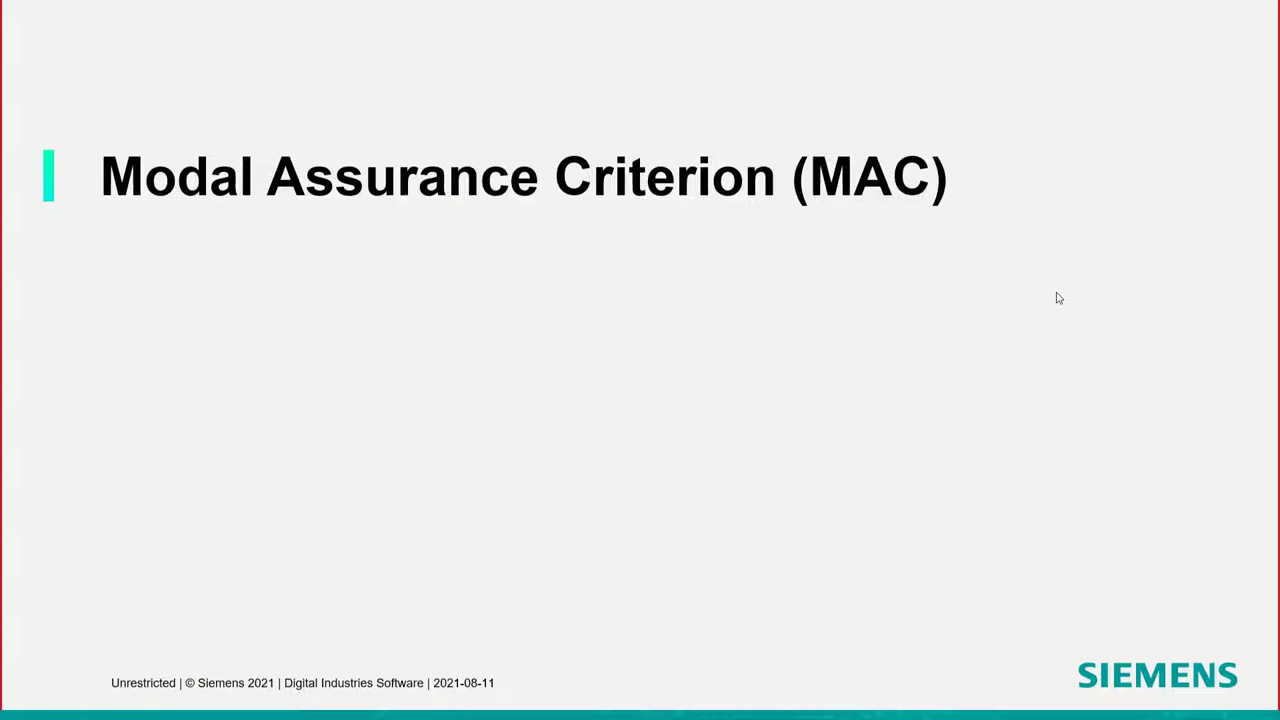 Modal Assurance Criterion (MAC)
Unrestricted | © Siemens 2021 | Digital Industries Software | 2021-08-11
SIEMENS